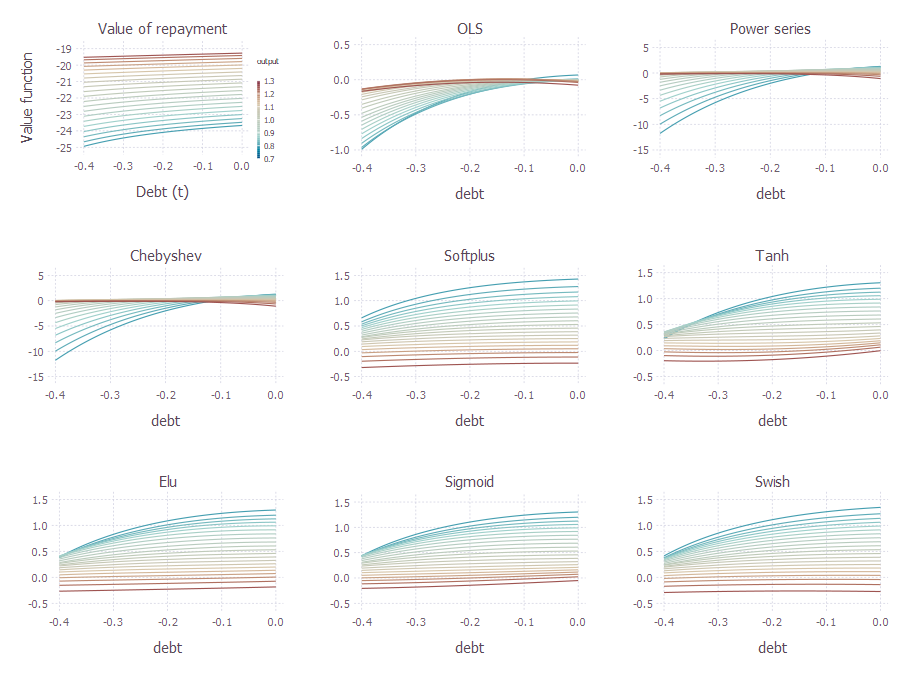 Value of repayment
Value function
-19
-20
-21
-22
-23
-24
-25
-0.4 -0.3 -0.2 -0.1 0.0
Debt (t)
output
1.3
1.2
1.1
1.0
0.9
0.8
0.7
OLS
0.5
0.0
-0.5
-1.0
-0.4 -0.3 -0.2 -0.1 0.0
debt
Power series
5
0
-5
-10
-15
-0.4 -0.3 -0.2 -0.1 0.0
debt
Chebyshev
5
0
-5
-10
-15
-0.4 -0.3 -0.2 -0.1 0.0
debt
Softplus
1.5
1.0
0.5
0.0
-0.5
-0.4 -0.3 -0.2 -0.1 0.0
debt
Tanh
1.5
1.0
0.5
0.0
-0.5
-0.4 -0.3 -0.2 -0.1 0.0
debt
Elu
1.5
1.0
0.5
0.0
-0.5
-0.4 -0.3 -0.2 -0.1 0.0
debt
Sigmoid
1.5
1.0
0.5
0.0
-0.5
-0.4 -0.3 -0.2 -0.1 0.0
debt
Swish
1.5
1.0
0.5
0.0
-0.5
-0.4 -0.3 -0.2 -0.1 0.0
debt